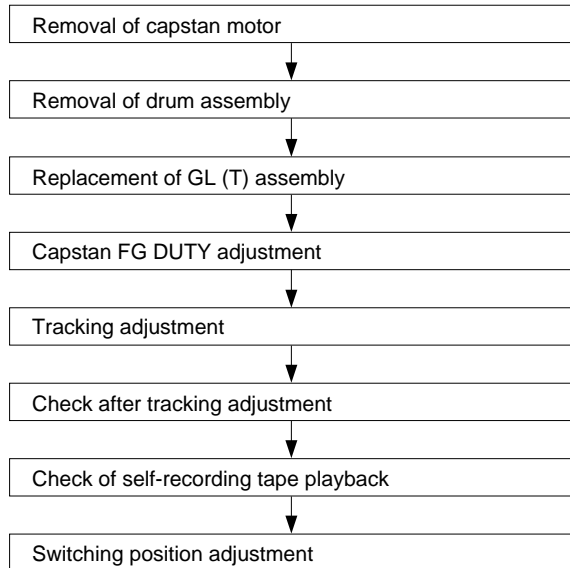 Removal of capstan motor
Removal of drum assembly
Replacement of GL (T) assembly
Capstan FG DUTY adjustment
Tracking adjustment
Check after tracking adjustment
Check of self-recording tape playback
Switching position adjustment